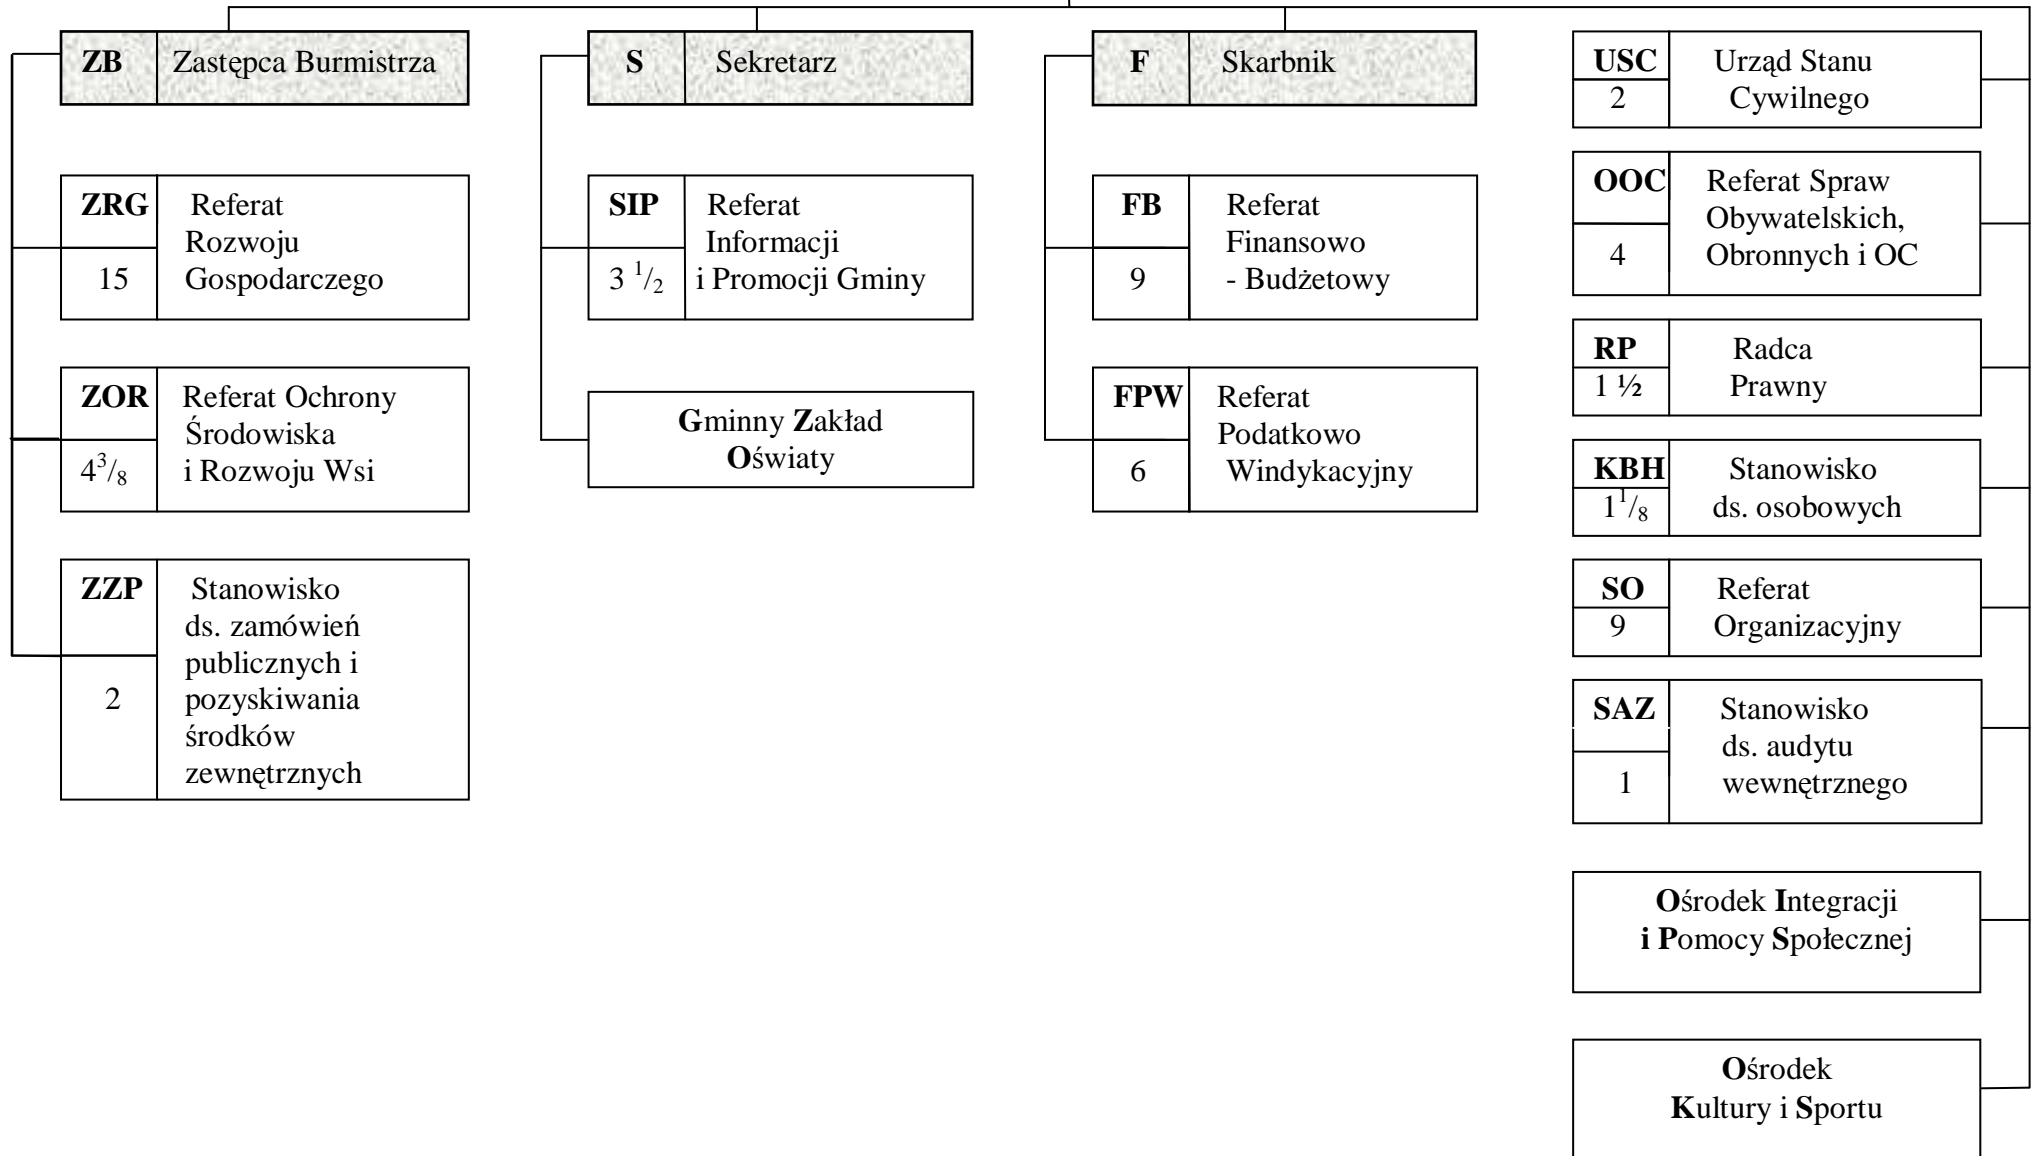 ZB Zastępca Burmistrza
ZRG Referat
Rozwoju
15 Gospodarczego
ZOR Referat Ochrony
Środowiska
4 3/8 i Rozwoju Wsi
ZZP Stanowisko
ds. zamówień
publicznych i
2 pozyskiwania
środków
zewnętrznych
S Sekretarz
SIP Referat
Informacji
3 1/2 i Promocji Gminy
Gminny Zakład
Oświaty
F Skarbnik
FB Referat
Finansowo
9 - Budżetowy
FPW Referat
Podatkowo
6 Windykacyjny
USC Urząd Stanu
2 Cywilnego
OOC Referat Spraw
Obywatelskich,
4 Obronnych i OC
RP Radca
1 ½ Prawny
KBH Stanowisko
1 1/8 ds. osobowych
SO Referat
9 Organizacyjny
SAZ Stanowisko
ds. audytu
1 wewnętrznego
Ośrodek Integracji
i Pomocy Społecznej
Ośrodek
Kultury i Sportu